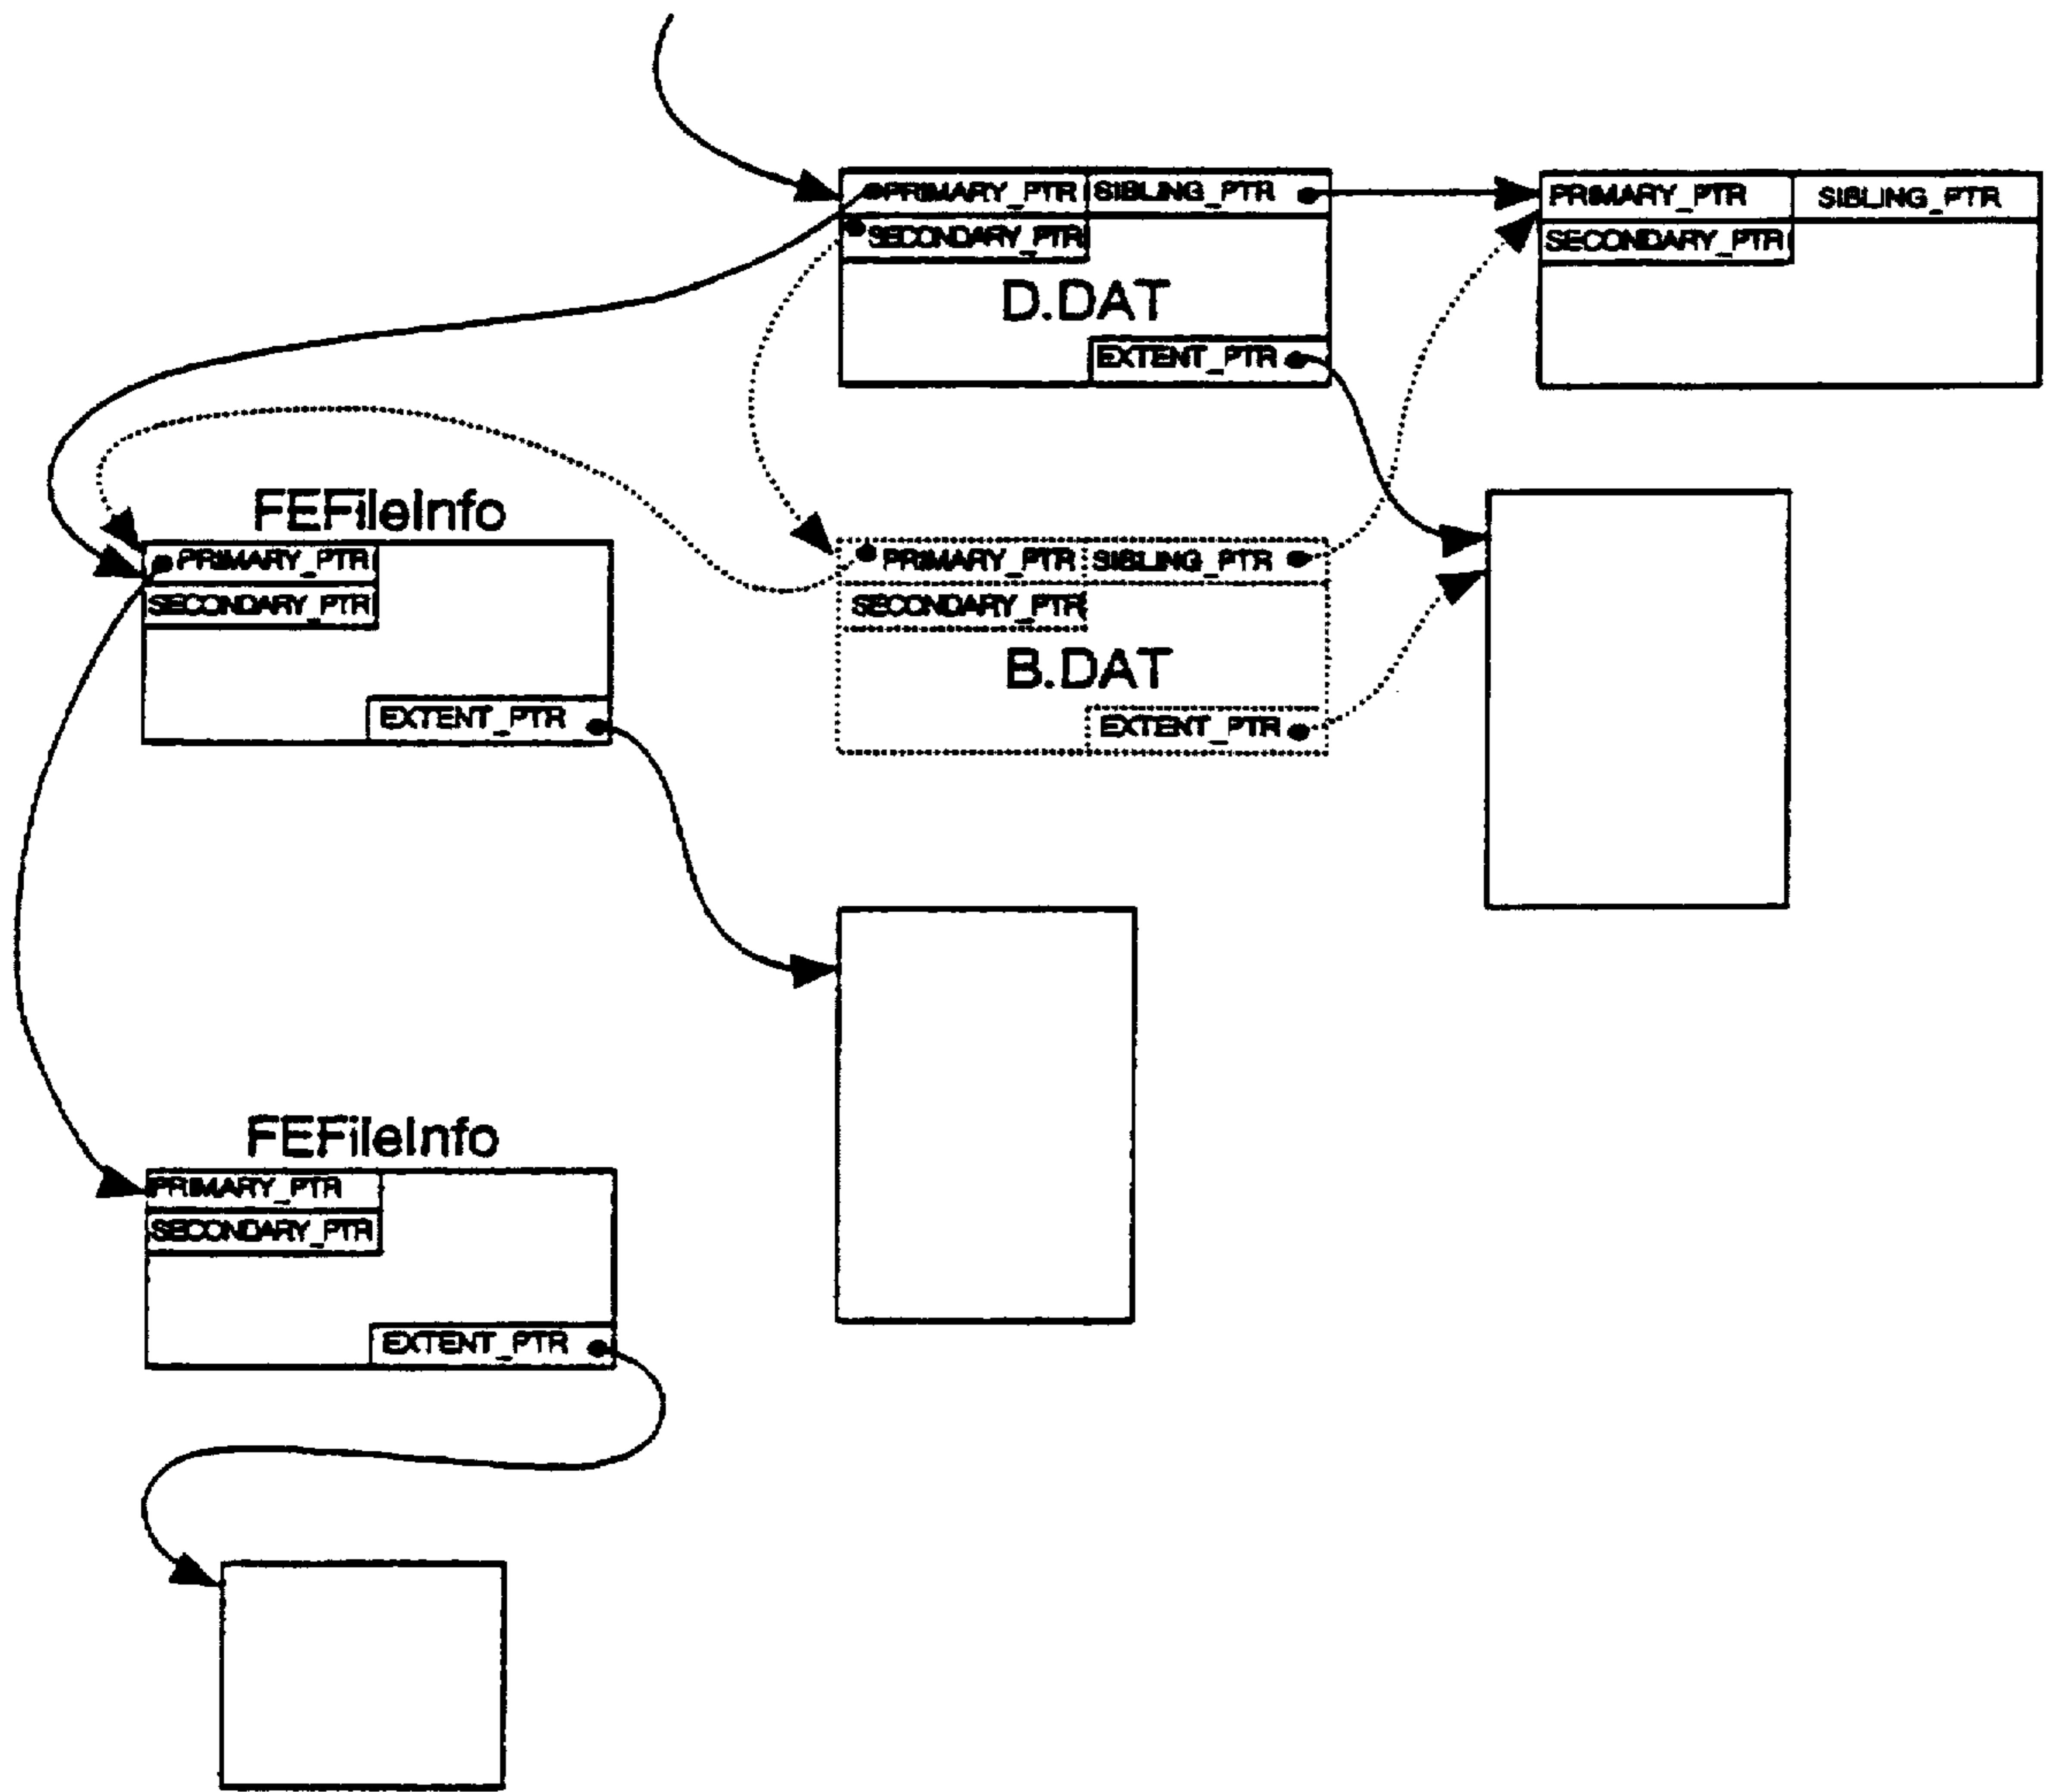 PRIMARY_PTR SIBLING_PTR
SECONDARY_PTR
D.DAT
EXTENT_PTR
PRIMARY_PTR SIBLING_PTR
SECONDARY_PTR
FEFileInfo
PRIMARY_PTR
SECONDARY_PTR
EXTENT_PTR
PRIMARY_PTR SIBLING_PTR
SECONDARY_PTR
B.DAT
EXTENT_PTR
FEFileInfo
PRIMARY_PTR
SECONDARY_PTR
EXTENT_PTR